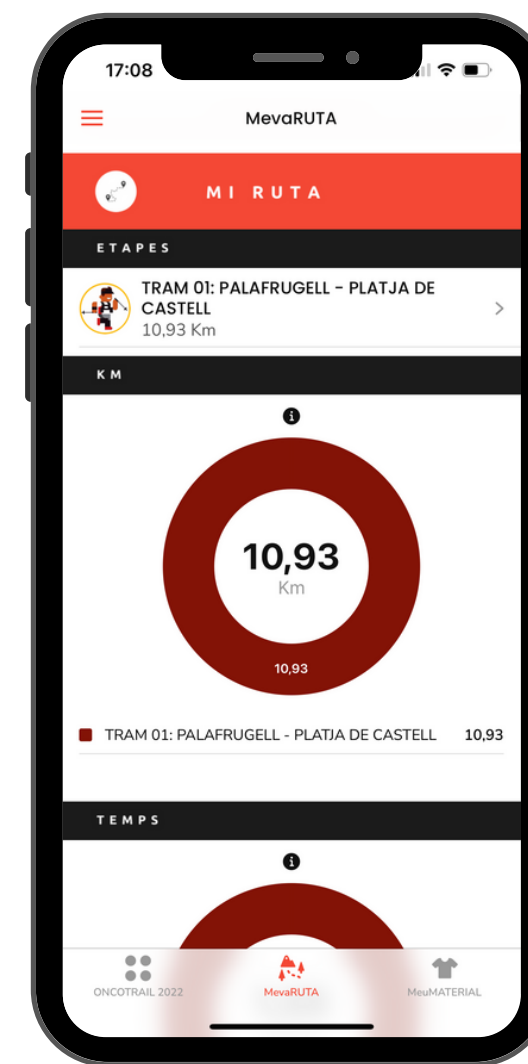 17:08
MevaRUTA
MI RUTA
ETAPES
TRAM 01: PALAFRUGELL - PLATJA DE
CASTELL
10,93 Km
KM
10,93
Km
10,93
TRAM 01: PALAFRUGELL - PLATJA DE CASTELL 10,93
TEMPS
ONCOTRAIL 2022 MevaRUTA MeuMATERIAL